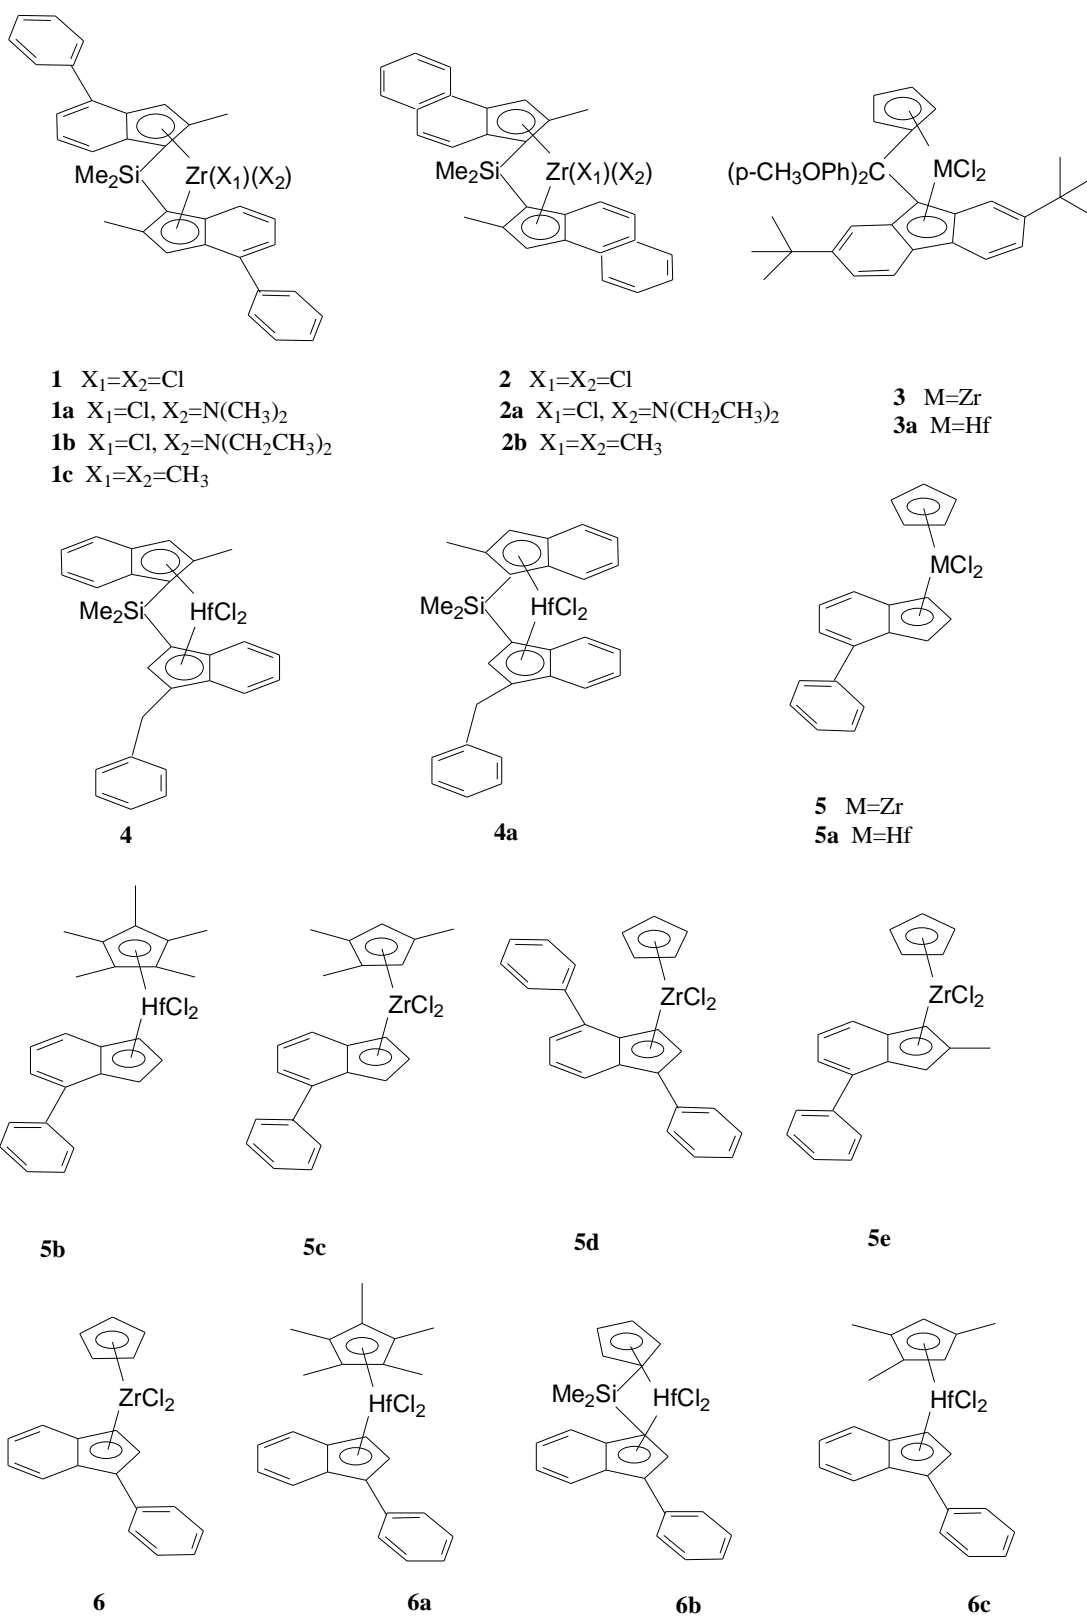 Me2Si
Zr(X1)(X2)
Me2Si
Zr(X1)(X2)
(p-CH3OPh)2C
MCl2
1 X1=X2=Cl
1a X1=Cl, X2=N(CH3)2
1b X1=Cl, X2=N(CH2CH3)2
1c X1=X2=CH3
2 X1=X2=Cl
2a X1=Cl, X2=N(CH2CH3)2
2b X1=X2=CH3
3 M=Zr
3a M=Hf
Me2Si
HfCl2
4
Me2Si
HfCl2
4a
MCl2
5 M=Zr
5a M=Hf
HfCl2
5b
ZrCl2
5c
ZrCl2
5d
ZrCl2
5e
ZrCl2
6
HfCl2
6a
Me2Si
HfCl2
6b
HfCl2
6c